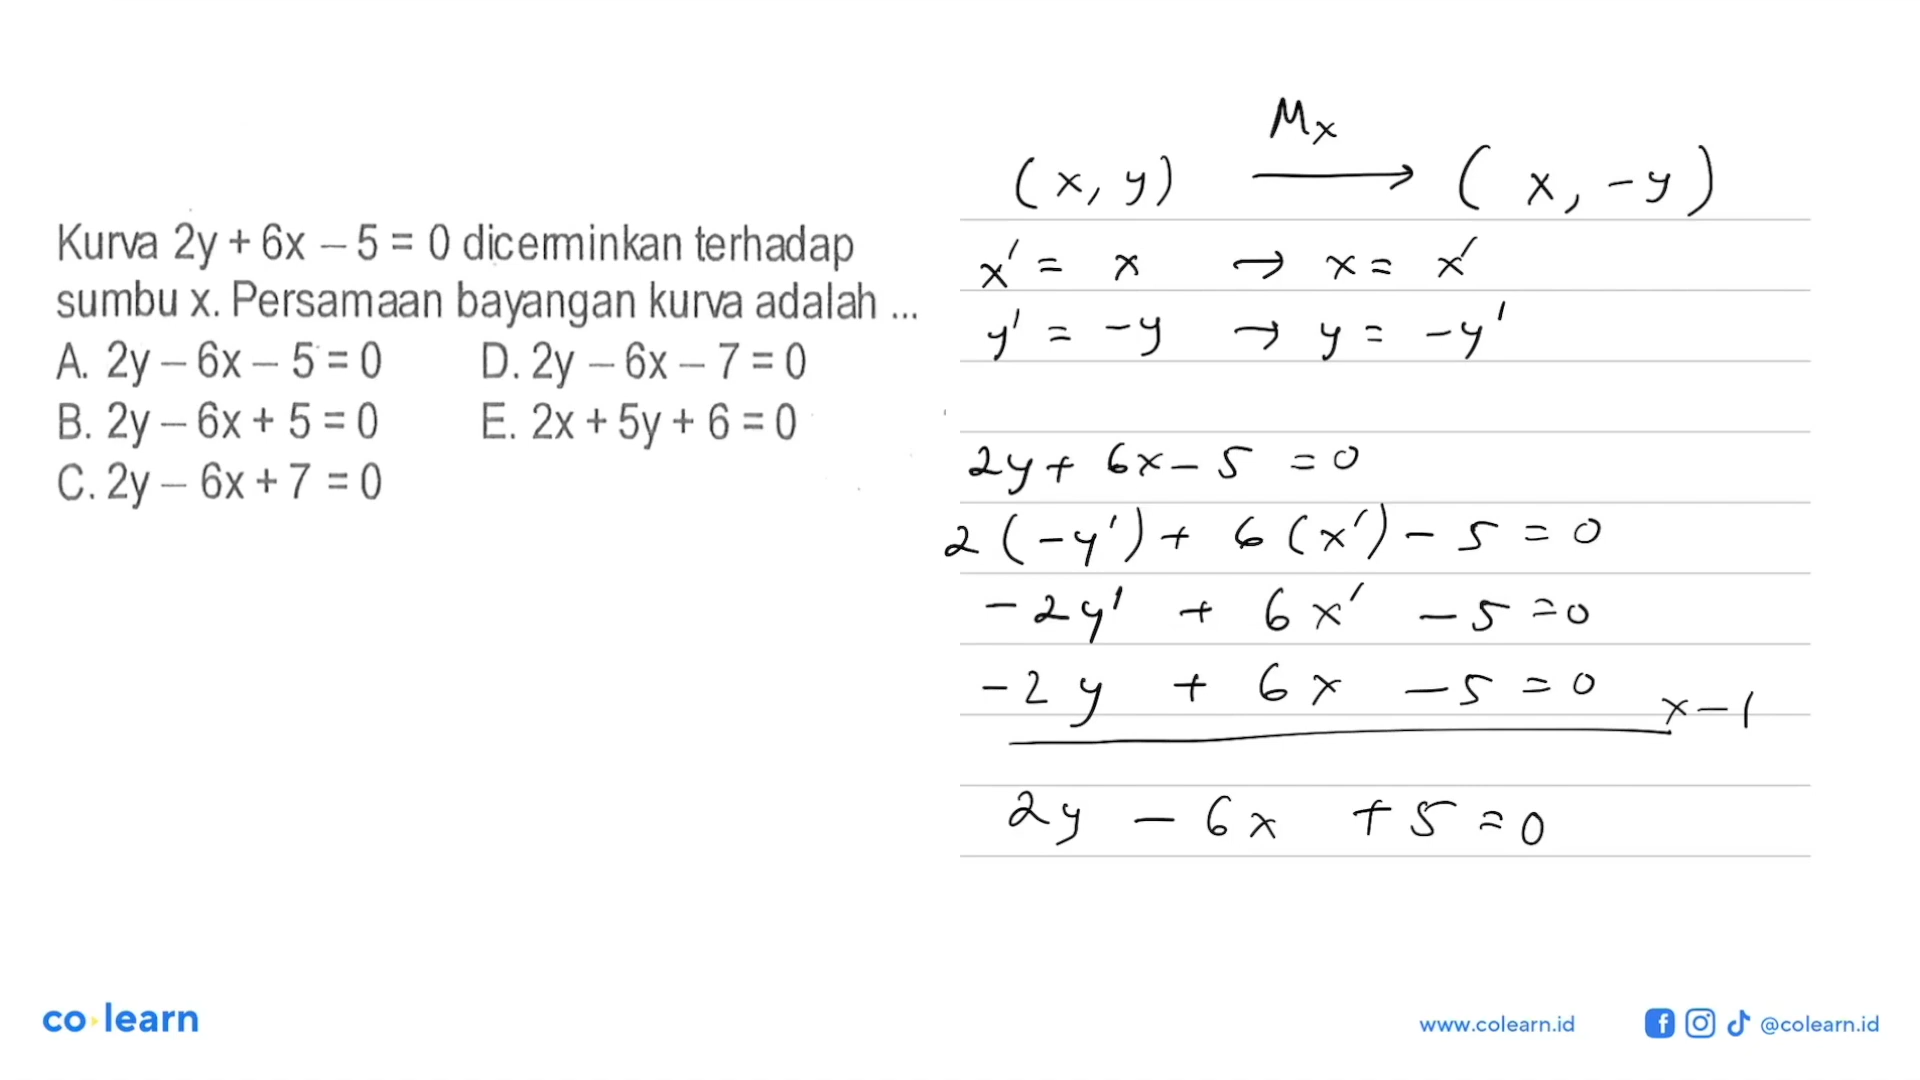 Kurva 2y + 6x – 5 = 0 dicerminkan terhadap
sumbu x. Persamaan bayangan kurva adalah ...
A. 2y – 6x – 5 = 0
D. 2y – 6x – 7 = 0
B. 2y – 6x + 5 = 0
E. 2x + 5y + 6 = 0
C. 2y – 6x + 7 = 0
Mx
(x, y) → (x, -y)
x' = x → x = x'
y' = -y → y = -y'
2y + 6x - 5 = 0
2(-y') + 6(x') - 5 = 0
-2y' + 6x' - 5 = 0
-2y + 6x - 5 = 0
x-1
2y - 6x + 5 = 0
co learn
www.colearn.id
@colearn.id